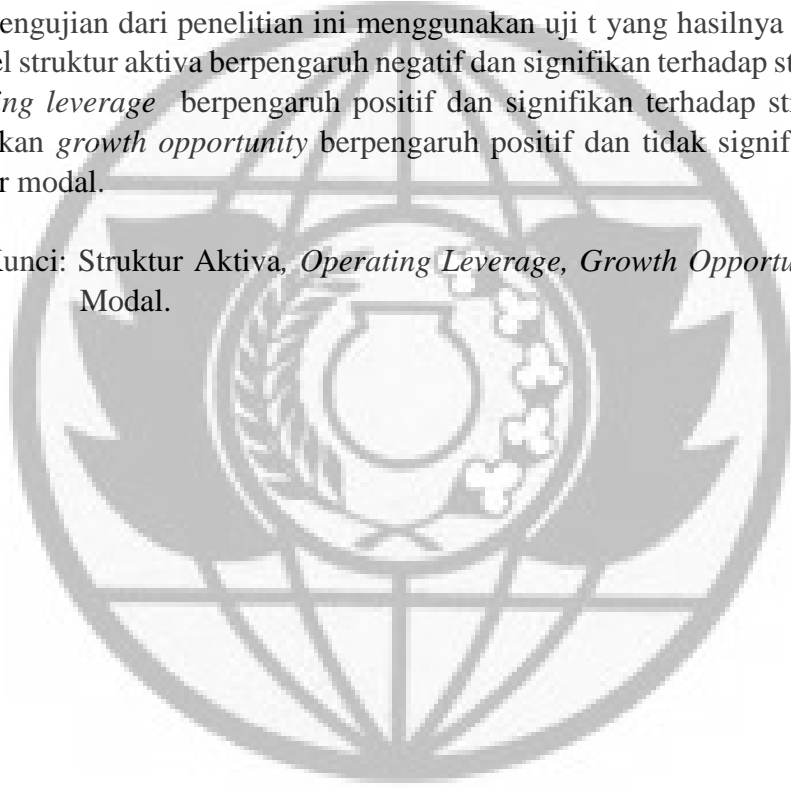 engujian dari penelitian ini menggunakan uji t yang hasilnya
el struktur aktiva berpengaruh negatif dan signifikan terhadap st
ing leverage berpengaruh positif dan signifikan terhadap st
kan growth opportunity berpengaruh positif dan tidak signif
r modal.
Kunci: Struktur Aktiva, Operating Leverage, Growth Opportu
Modal.